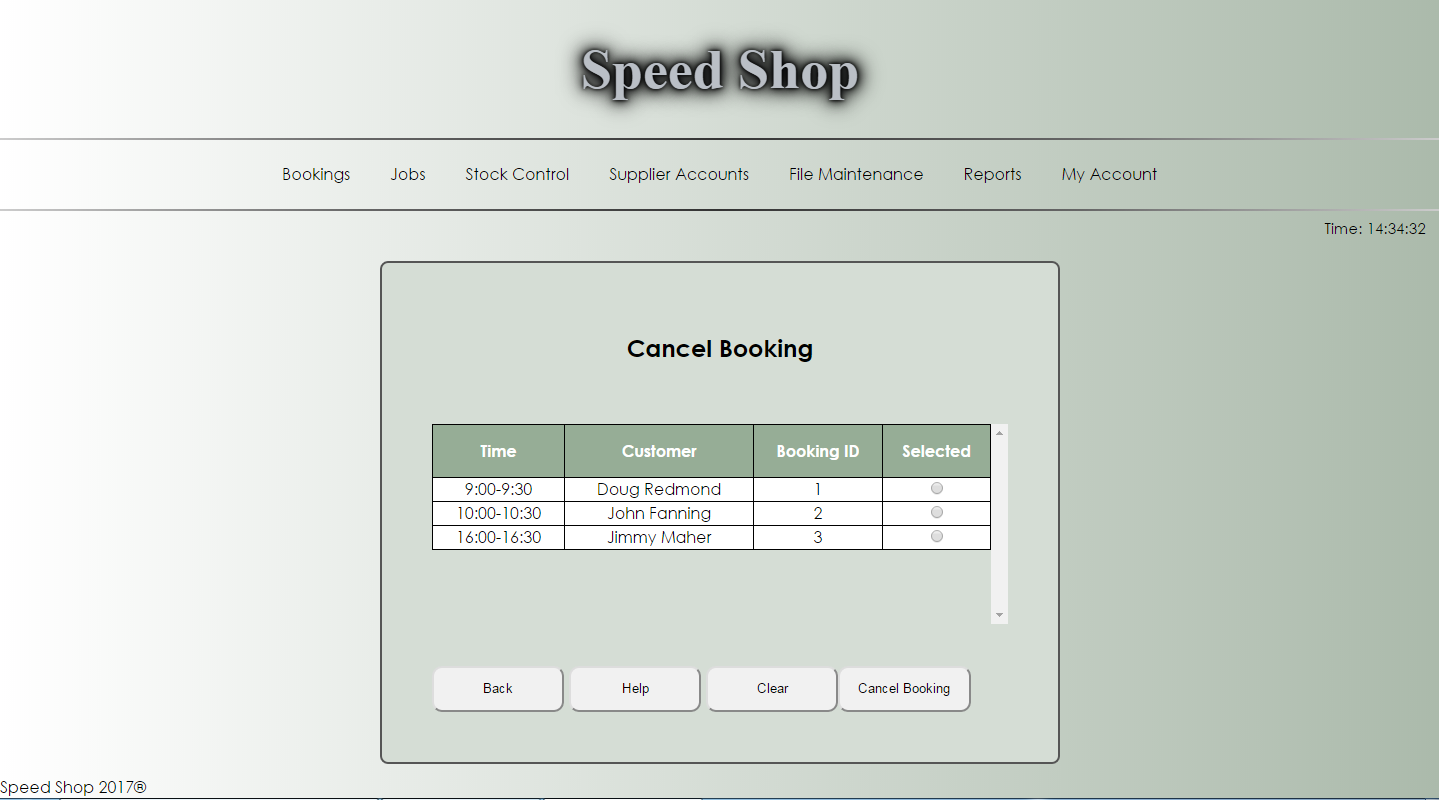 Speed Shop
Bookings Jobs Stock Control Supplier Accounts File Maintenance Reports My Account
Time: 14:34:32
Cancel Booking
Time Customer Booking ID Selected
9:00-9:30 Doug Redmond 1
10:00-10:30 John Fanning 2
16:00-16:30 Jimmy Maher 3
Back Help Clear Cancel Booking
Speed Shop 2017®